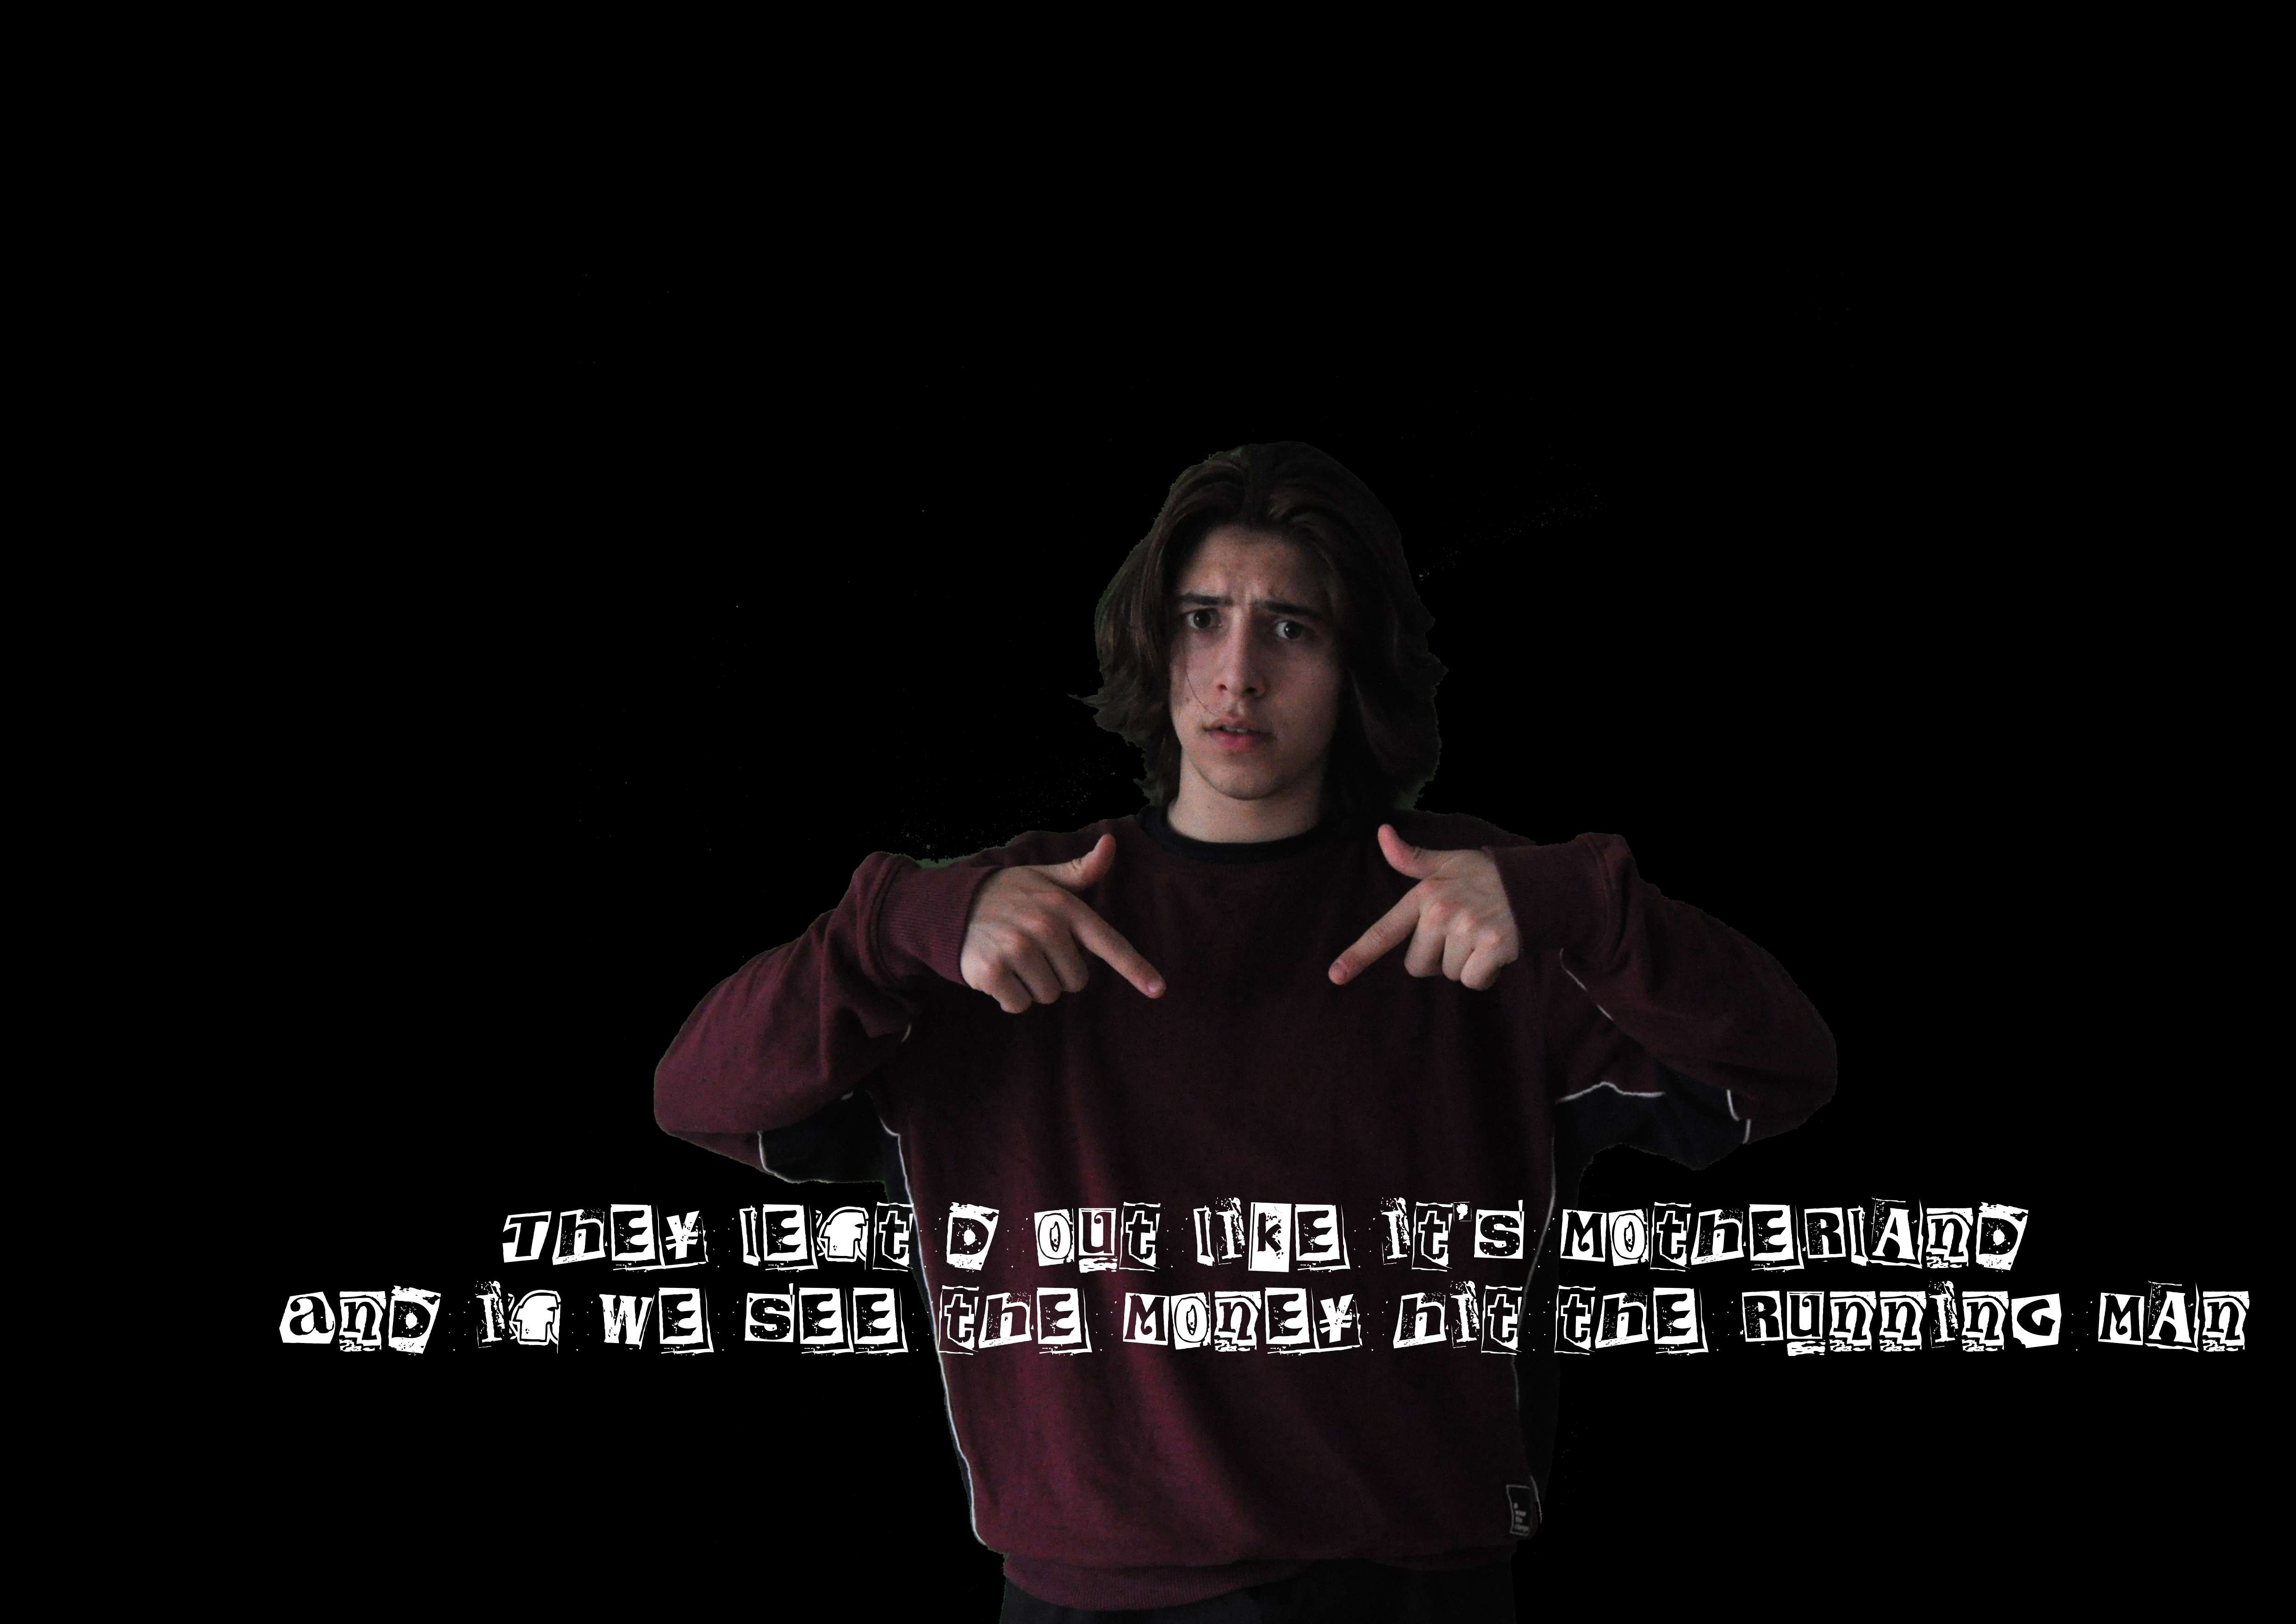 They left D out like it's motherland
and if we see the money hit the running man